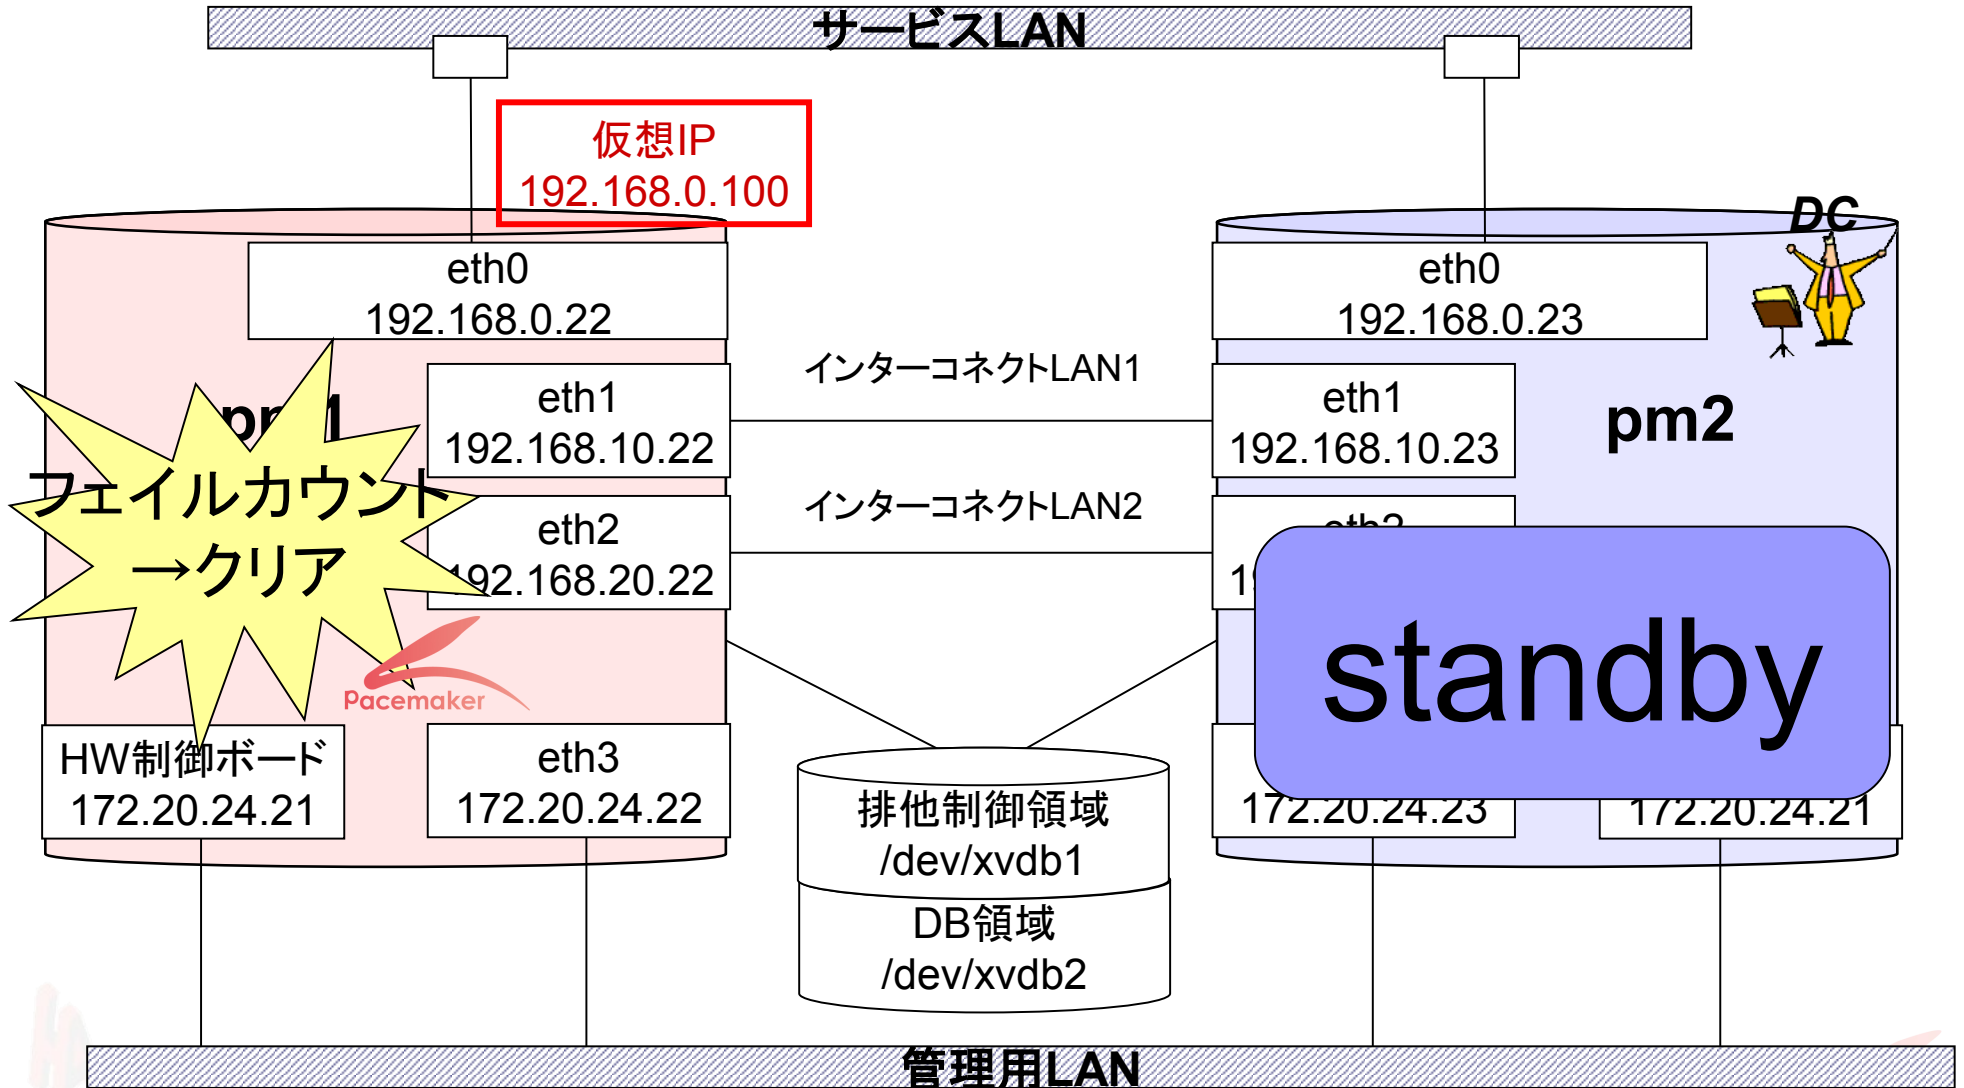 サービスLAN
仮想IP
192.168.0.100
DC
eth0
192.168.0.22
eth0
192.168.0.23
インターコネクトLAN1
eth1
192.168.10.22
eth1
192.168.10.23
pm2
フェイルカウント
→クリア
インターコネクトLAN2
eth2
192.168.20.22
standby
Pacemaker
HW制御ボード
172.20.24.21
eth3
172.20.24.22
排他制御領域
/dev/xvdb1
DB領域
/dev/xvdb2
172.20.24.23
172.20.24.21
管理用LAN